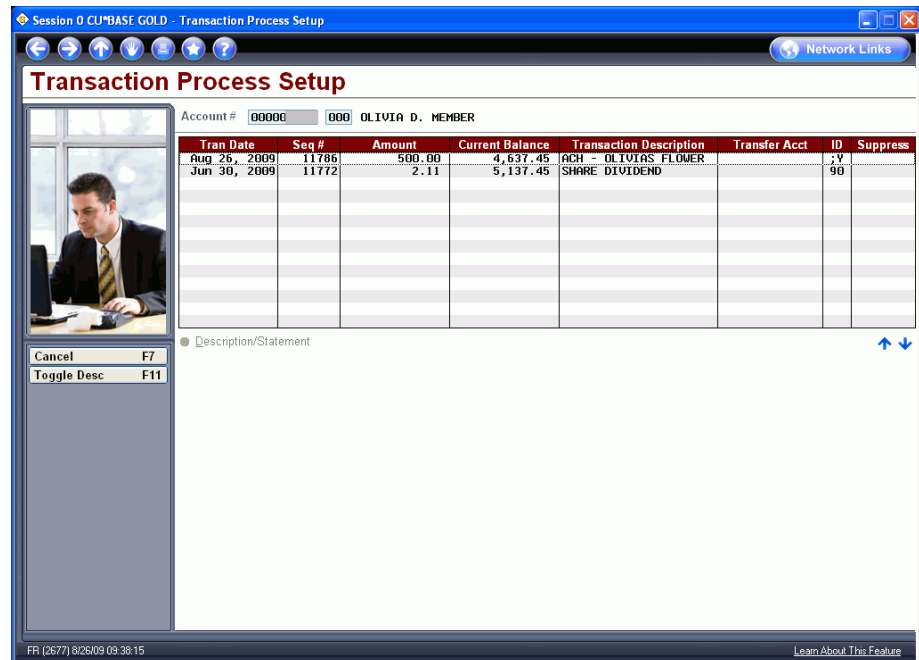 Session 0 CU*BASE GOLD - Transaction Process Setup
Network Links
Transaction Process Setup
Account # 00000 000 OLIVIA D. MEMBER
Tran Date Seq # Amount Current Balance Transaction Description Transfer Acct ID Suppress
Aug 26, 2009 11786 500.00 4,637.45 ACH - OLIVIAS FLOWER ;Y
Jun 30, 2009 11772 2.11 5,137.45 SHARE DIVIDEND 90
Description/Statement
Cancel F7
Toggle Desc F11
FR (2677) 8/26/09 09:38:15
Learn About This Feature